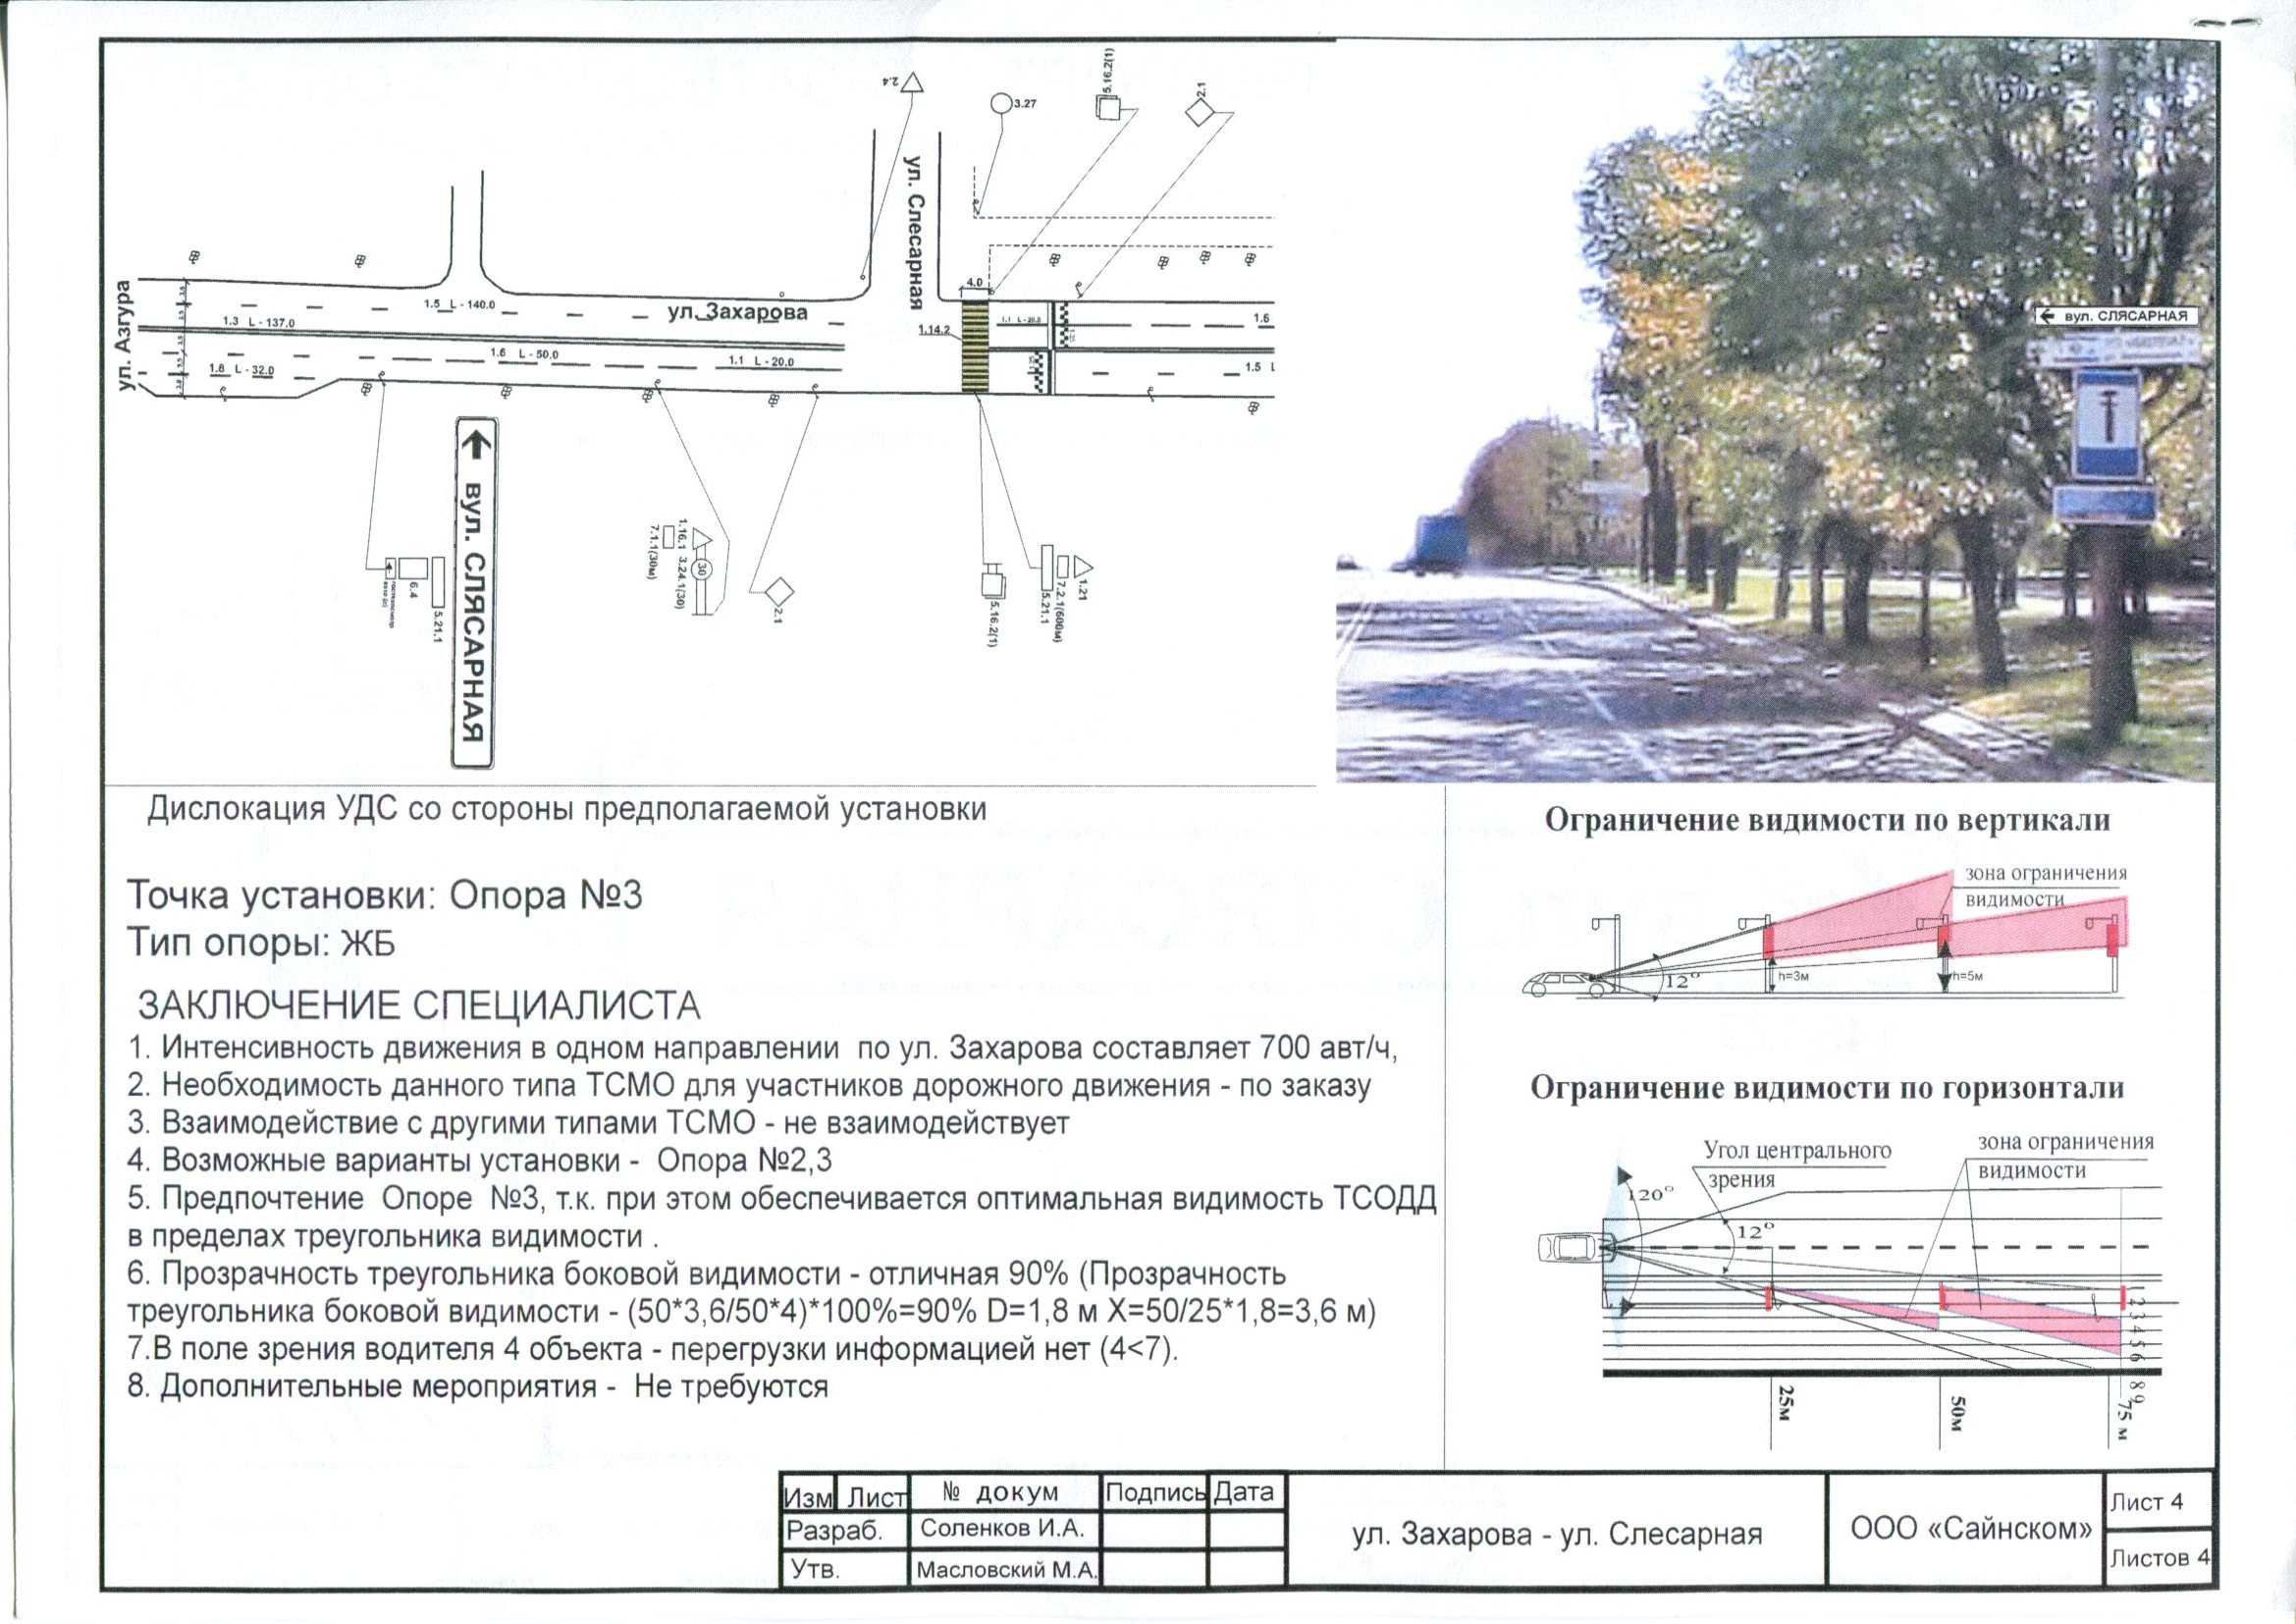 2.4
3.27
5.16.2(1)
2.1
ул. Слесарная
4.0
ул. Азгура
1.5 L - 140.0
ул. Захарова
1.3 L - 137.0
1.14.2
1.1 L - 20.0
1.6
1.6 L - 50.0
1.1 L - 20.0
1.8 L - 32.0
1.5 L
← вул. СЛЯСАРНАЯ
6.4
5.21.1
7.1.1(30м)
1.16.1
3.24.1(30)
30
2.1
5.16.2(1)
5.21.1
7.2.1(600м)
1.21
← вул. СЛЯСАРНАЯ
Дислокация УДС со стороны предполагаемой установки
Точка установки: Опора №3
Тип опоры: ЖБ
ЗАКЛЮЧЕНИЕ СПЕЦИАЛИСТА
1. Интенсивность движения в одном направлении по ул. Захарова составляет 700 авт/ч,
2. Необходимость данного типа ТСМО для участников дорожного движения - по заказу
3. Взаимодействие с другими типами ТСМО - не взаимодействует
4. Возможные варианты установки - Опора №2,3
5. Предпочтение Опоре №3, т.к. при этом обеспечивается оптимальная видимость ТСОДД
в пределах треугольника видимости .
6. Прозрачность треугольника боковой видимости - отличная 90% (Прозрачность
треугольника боковой видимости - (50*3,6/50*4)*100%=90% D=1,8 м X=50/25*1,8=3,6 м)
7.В поле зрения водителя 4 объекта - перегрузки информацией нет (4<7).
8. Дополнительные мероприятия - Не требуются
Ограничение видимости по вертикали
зона ограничения
видимости
12°
h=3м
h=5м
Ограничение видимости по горизонтали
Угол центрального
зрения
зона ограничения
видимости
120°
12°
1 2 3 4 5 6 8 9
25м
50м
75 м
Изм Лист № докум Подпись Дата
Разраб. Соленков И.А.
Утв. Масловский М.А.
ул. Захарова - ул. Слесарная
ООО «Сайнском»
Лист 4
Листов 4